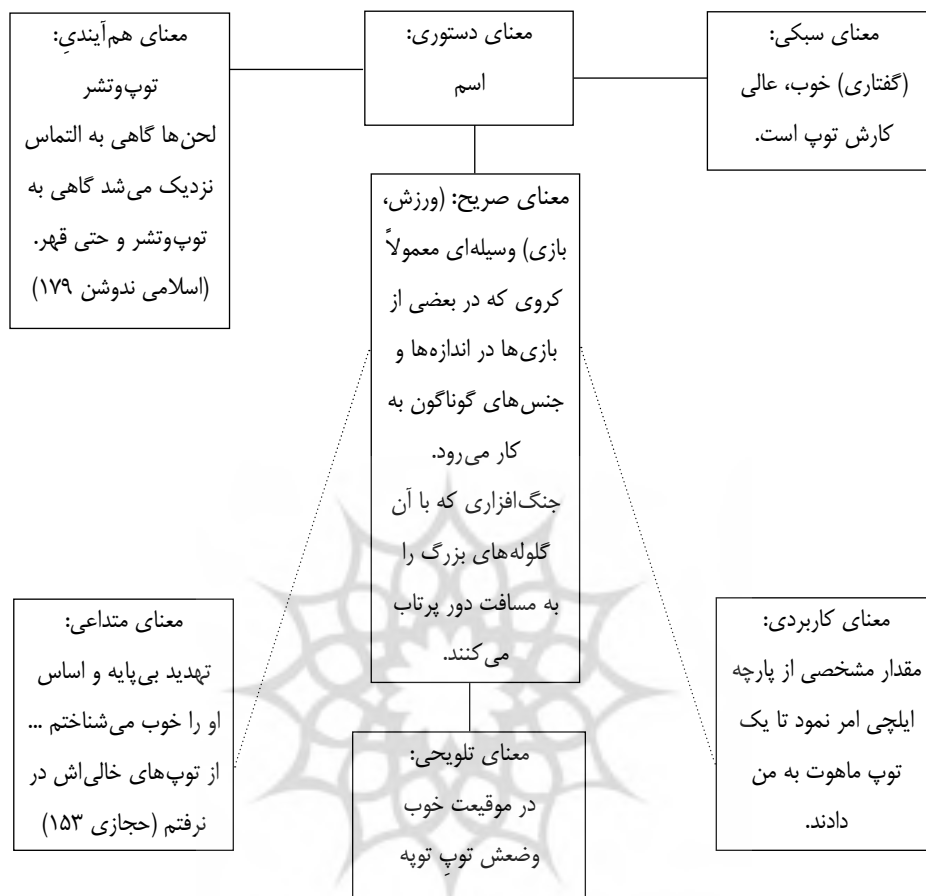 معنای سبکی:
(گفتاری) خوب، عالی
کارش توپ است.
معنای دستوری:
اسم
معنای هم‌آیندیِ:
توپ‌وتشر
لحن‌ها گاهی به التماس
نزدیک می‌شد گاهی به
توپ‌وتشر و حتی قهر.
(اسلامی ندوشن ۱۷۹)
معنای صریح: (ورزش،
بازی) وسیله‌ای معمولاً
کروی که در بعضی از
بازی‌ها در اندازه‌ها و
جنس‌های گوناگون به
کار می‌رود.
جنگ‌افزاری که با آن
گلوله‌های بزرگ را
به مسافت دور پرتاب
می‌کنند.
معنای کاربردی:
مقدار مشخصی از پارچه
ایلچی امر نمود تا یک
توپ ماهوت به من
دادند.
معنای متداعی:
تهدید بی‌پایه و اساس
او را خوب می‌شناختم ...
از توپ‌های خالی‌اش در
نرفتم (حجازی ۱۵۳)
معنای تلویحی:
در موقیعت خوب
وضعش توپِ توپه